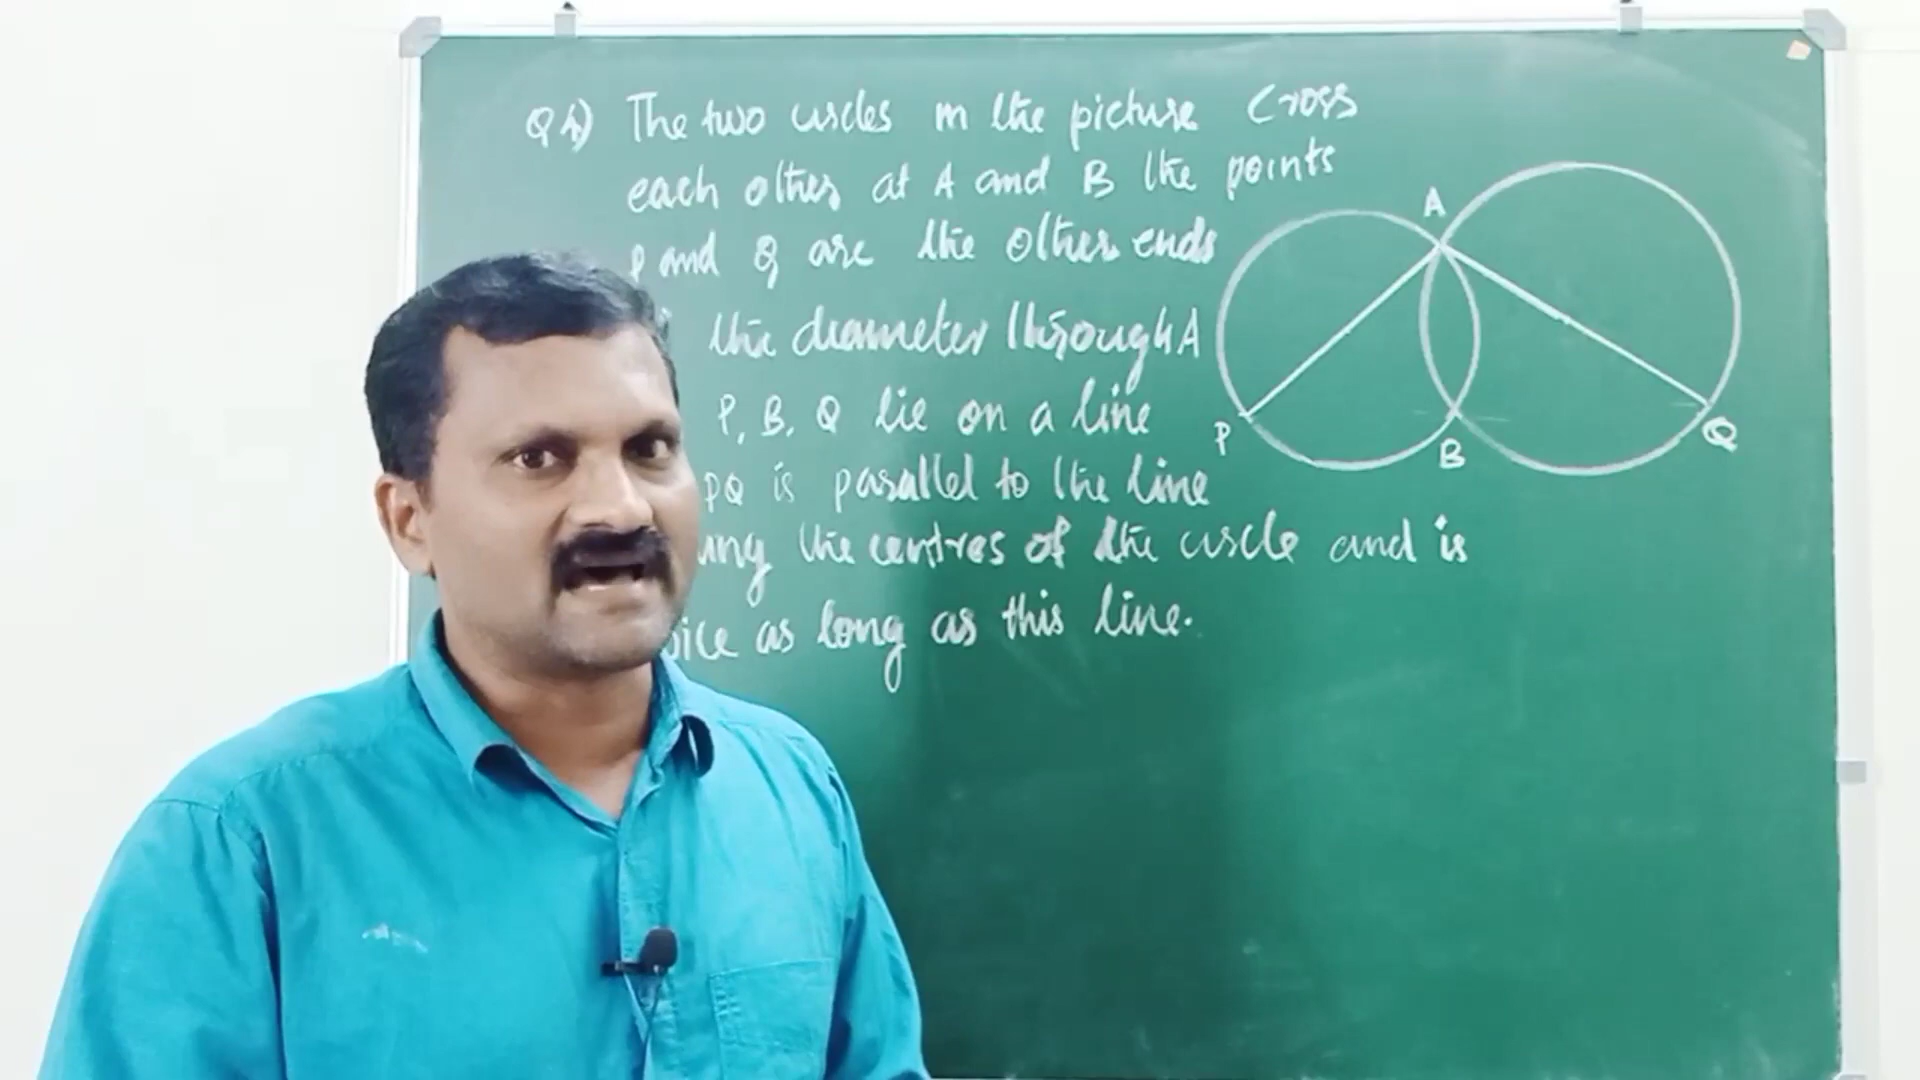 Q 4) The two circles in the picture Cross
each other at A and B the points
P and Q are the other ends
the diameter through A
P, B, Q lie on a line
PQ is parallel to the line
the centres of the circle and is
as long as this line.
A
P
B
Q